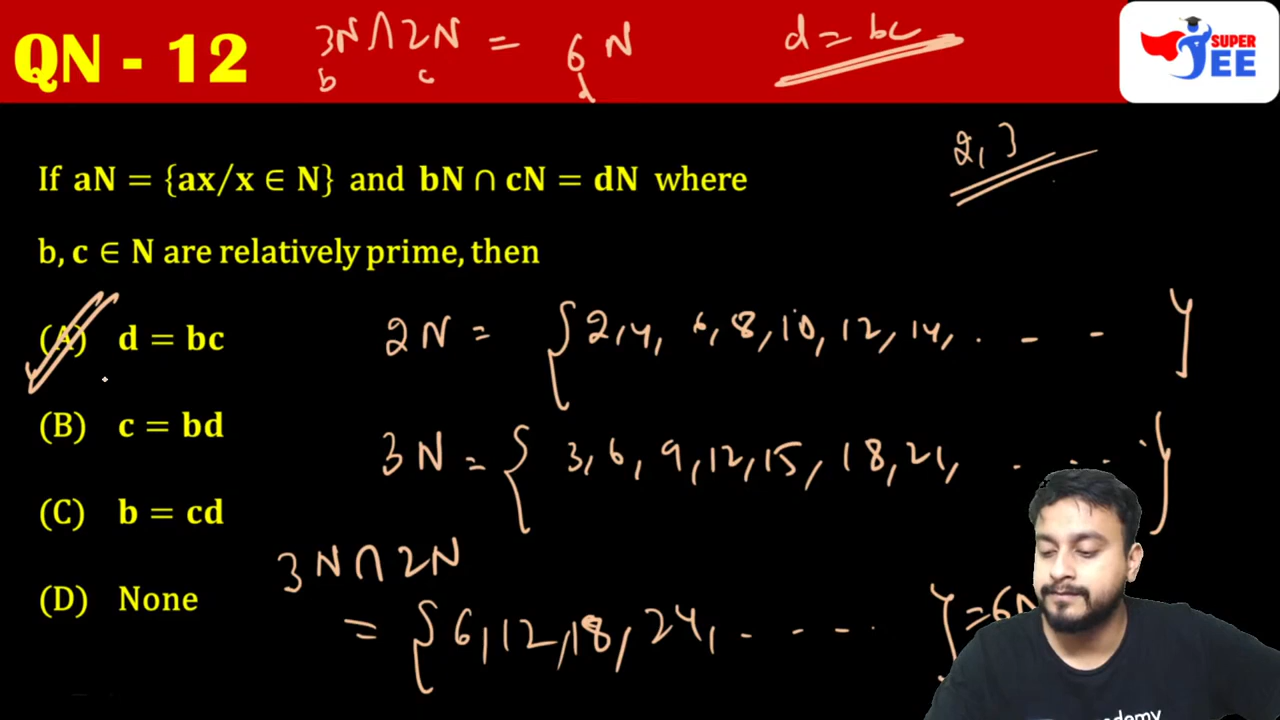 QN - 12
3N∩2N = 6N
b c d
d = bc
SUPER
JEE
2, 3
If aN = {ax/x ∈ N} and bN ∩ cN = dN where
b, c ∈ N are relatively prime, then
(A) d = bc
2N = {2, 4, 6, 8, 10, 12, 14, . - - }
(B) c = bd
3N = { 3, 6, 9, 12, 15, 18, 21, . . .. }
(C) b = cd
3N∩2N
(D) None
= {6, 12, 18, 24, . - - - . } = 6N